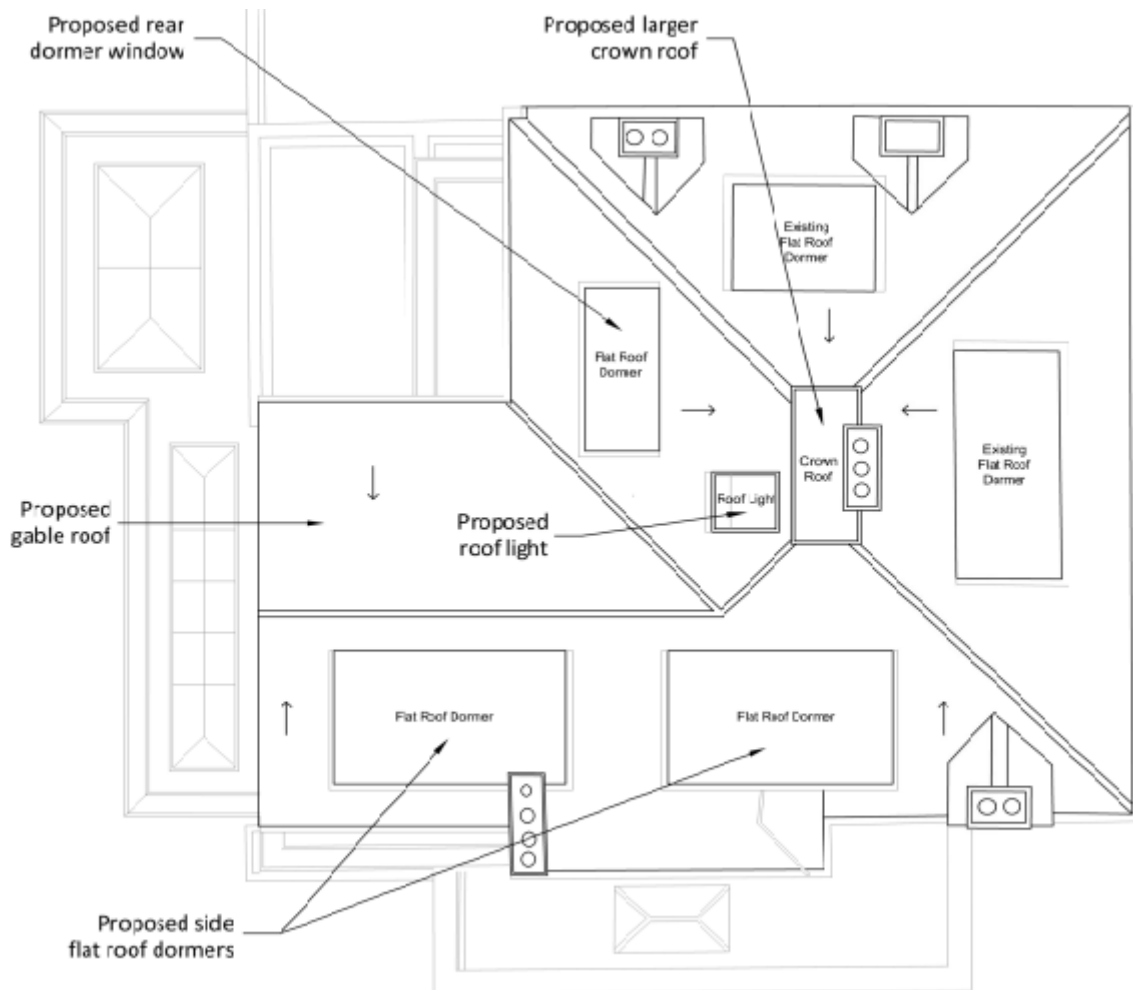 Proposed rear
dormer window
Proposed larger
crown roof
Existing
Flat Roof
Dormer
Flat Roof
Dormer
Existing
Flat Roof
Dormer
Crown
Roof
Roof Light
Proposed
gable roof
Proposed
roof light
Flat Roof Dormer
Flat Roof Dormer
Proposed side
flat roof dormers